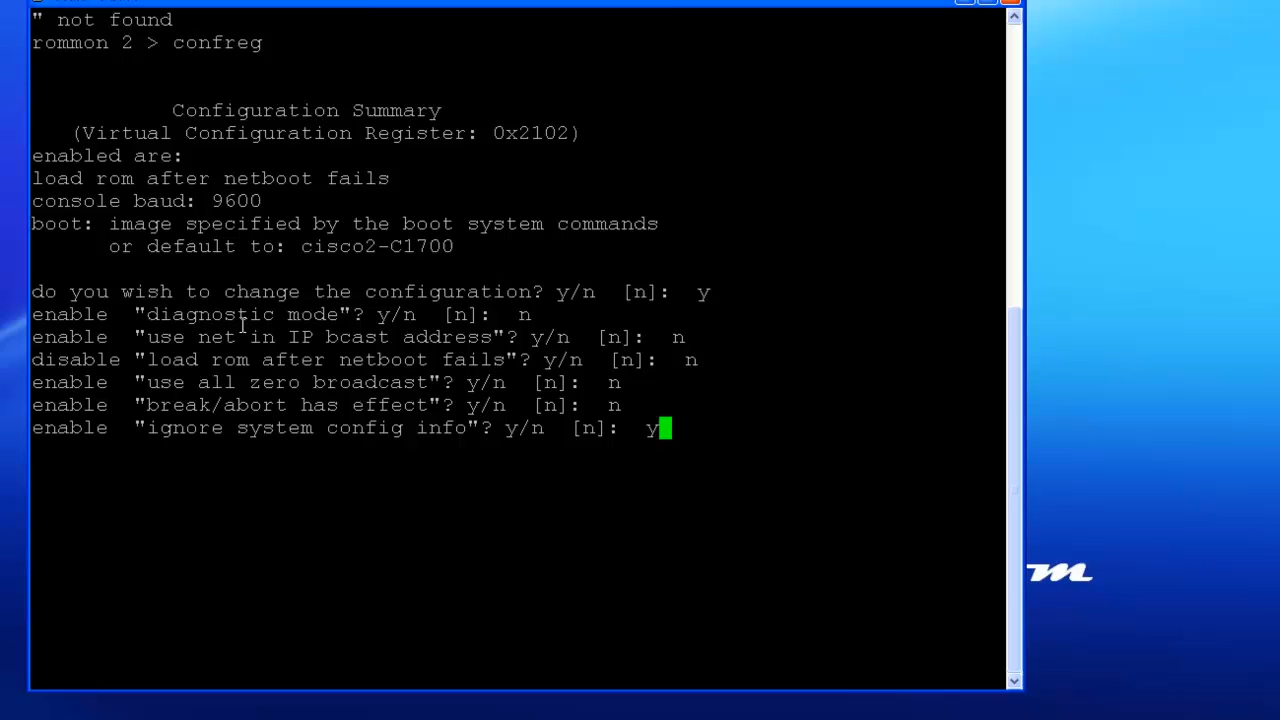 " not found
rommon 2 > confreg
Configuration Summary
(Virtual Configuration Register: 0x2102)
enabled are:
load rom after netboot fails
console baud: 9600
boot: image specified by the boot system commands
or default to: cisco2-C1700
do you wish to change the configuration? y/n [n]: y
enable "diagnostic mode"? y/n [n]: n
enable "use net in IP bcast address"? y/n [n]: n
disable "load rom after netboot fails"? y/n [n]: n
enable "use all zero broadcast"? y/n [n]: n
enable "break/abort has effect"? y/n [n]: n
enable "ignore system config info"? y/n [n]: y